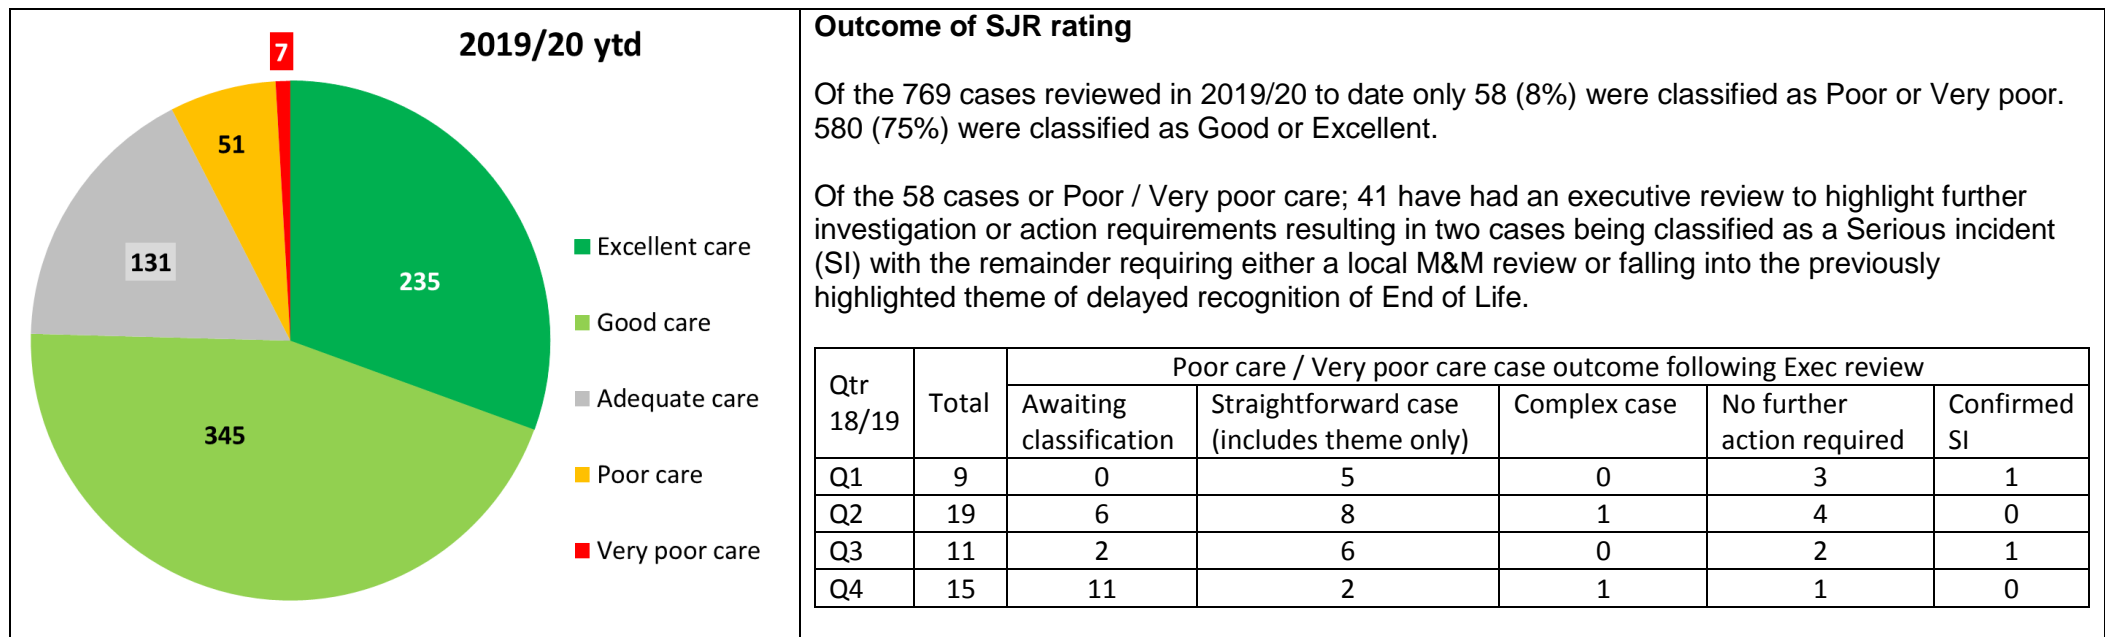 2019/20 ytd
7
51
131
235
345
Excellent care
Good care
Adequate care
Poor care
Very poor care
Outcome of SJR rating
Of the 769 cases reviewed in 2019/20 to date only 58 (8%) were classified as Poor or Very poor.
580 (75%) were classified as Good or Excellent.
Of the 58 cases or Poor / Very poor care; 41 have had an executive review to highlight further
investigation or action requirements resulting in two cases being classified as a Serious incident
(SI) with the remainder requiring either a local M&M review or falling into the previously
highlighted theme of delayed recognition of End of Life.
Qtr 18/19 Total Poor care / Very poor care case outcome following Exec review
Awaiting classification Straightforward case (includes theme only) Complex case No further action required Confirmed SI
Q1 9 0 5 0 3 1
Q2 19 6 8 1 4 0
Q3 11 2 6 0 2 1
Q4 15 11 2 1 1 0